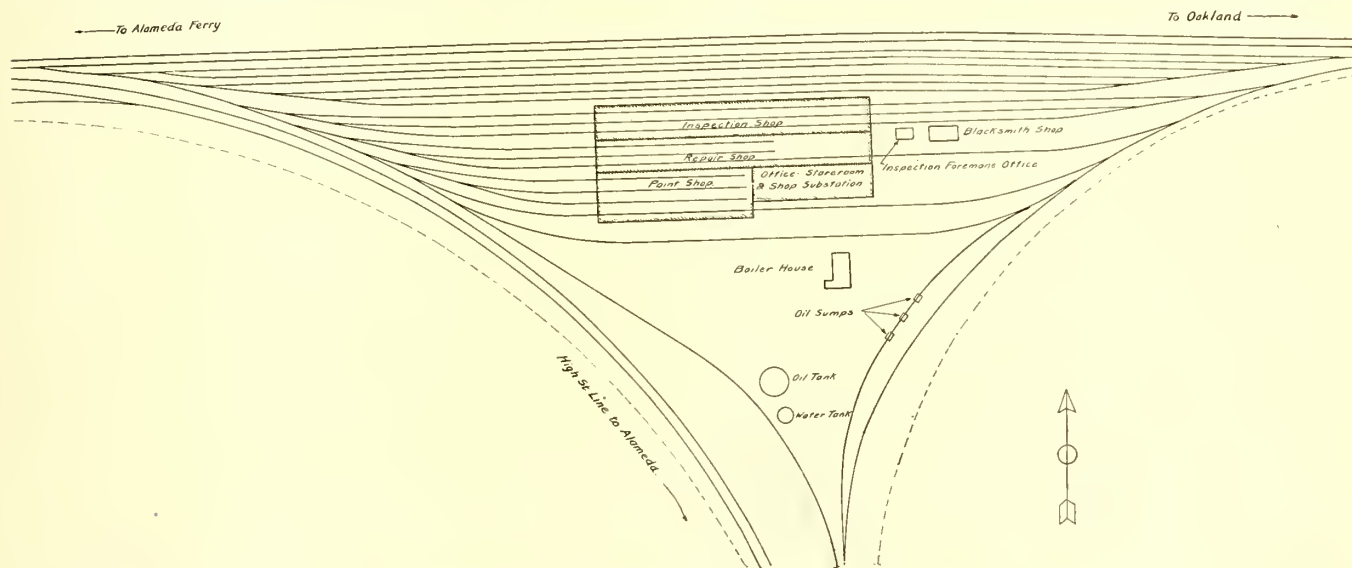 To Alameda Ferry
To Oakland
Inspection Shop
Blacksmith Shop
Repair Shop
Inspection Foremans Office
Office- Storeroom
& Shop Substation
Paint Shop
Boiler House
Oil Sumps
High St Line to Alameda
Oil Tank
Water Tank